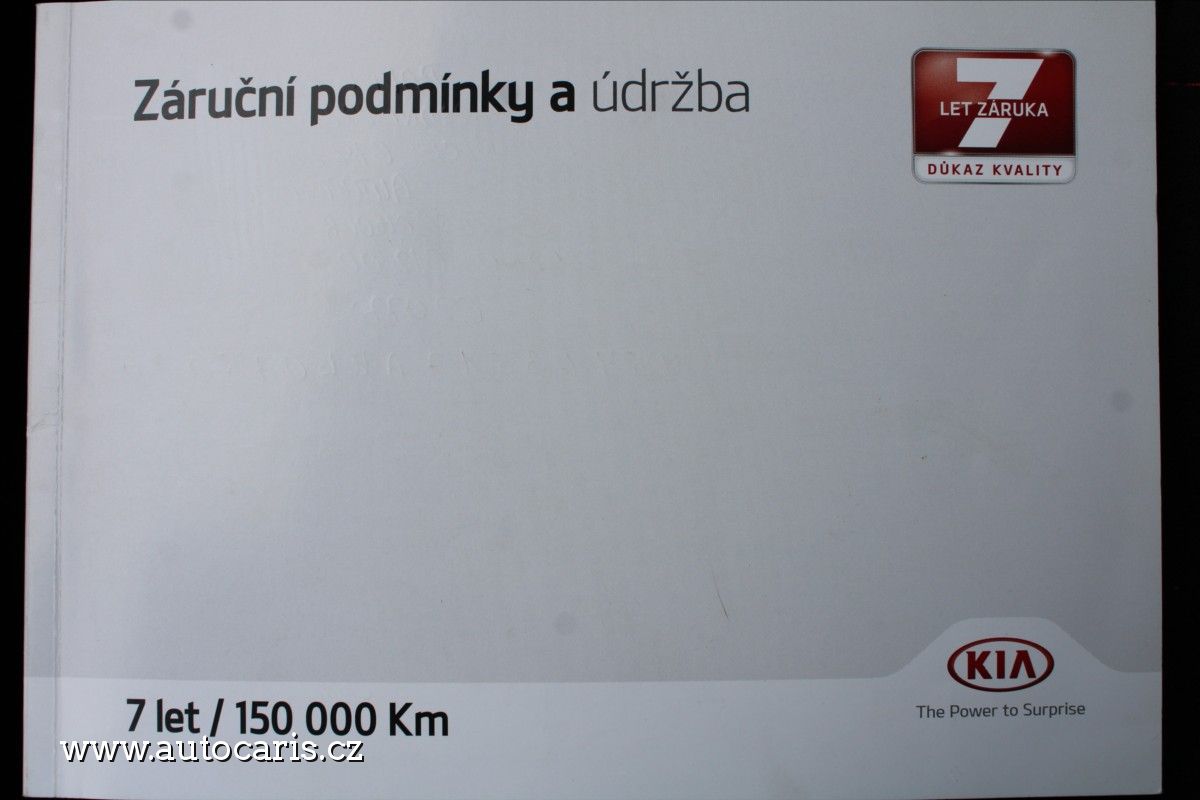 Záruční podmínky a údržba
7
LET ZÁRUKA
DŮKAZ KVALITY
KIA
The Power to Surprise
7 let / 150 000 Km
www.autocaris.cz